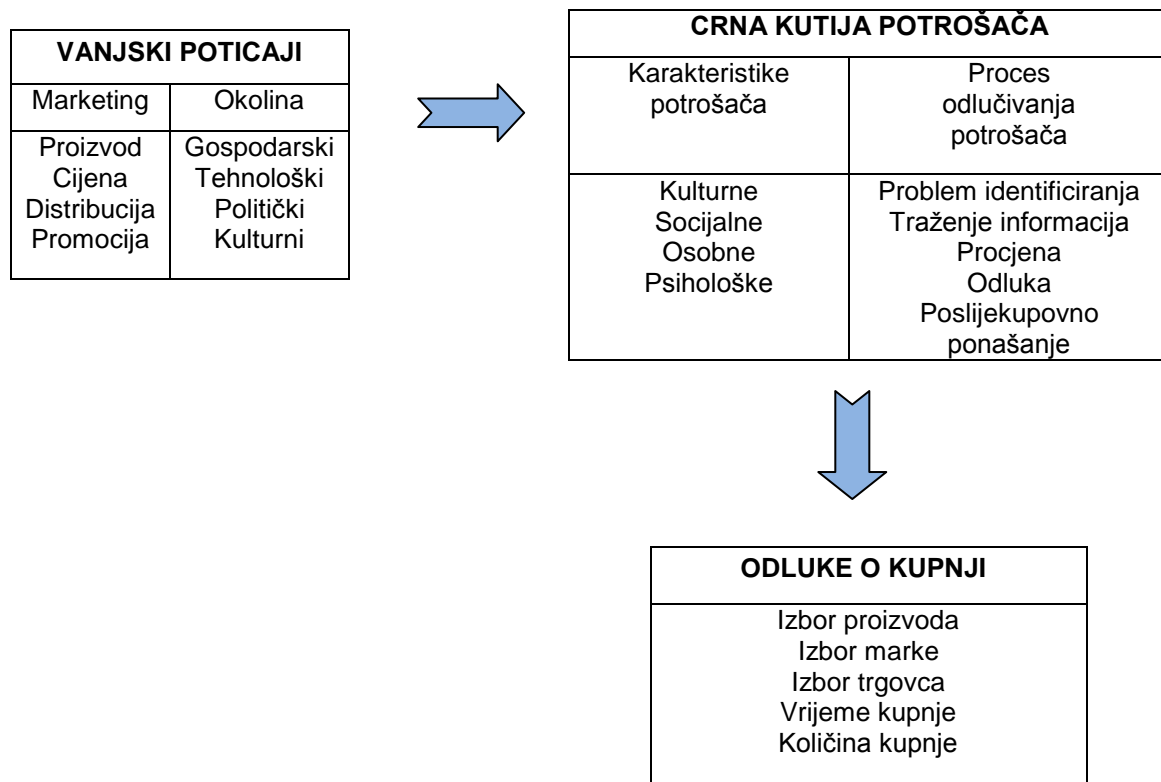 VANJSKI POTICAJI
Marketing Okolina
Proizvod Gospodarski
Cijena Tehnološki
Distribucija Politički
Promocija Kulturni
CRNA KUTIJA POTROŠAČA
Karakteristike
potrošača
Proces
odlučivanja
potrošača
Kulturne
Socijalne
Osobne
Psihološke
Problem identificiranja
Traženje informacija
Procjena
Odluka
Poslijekupovno
ponašanje
ODLUKE O KUPNJI
Izbor proizvoda
Izbor marke
Izbor trgovca
Vrijeme kupnje
Količina kupnje